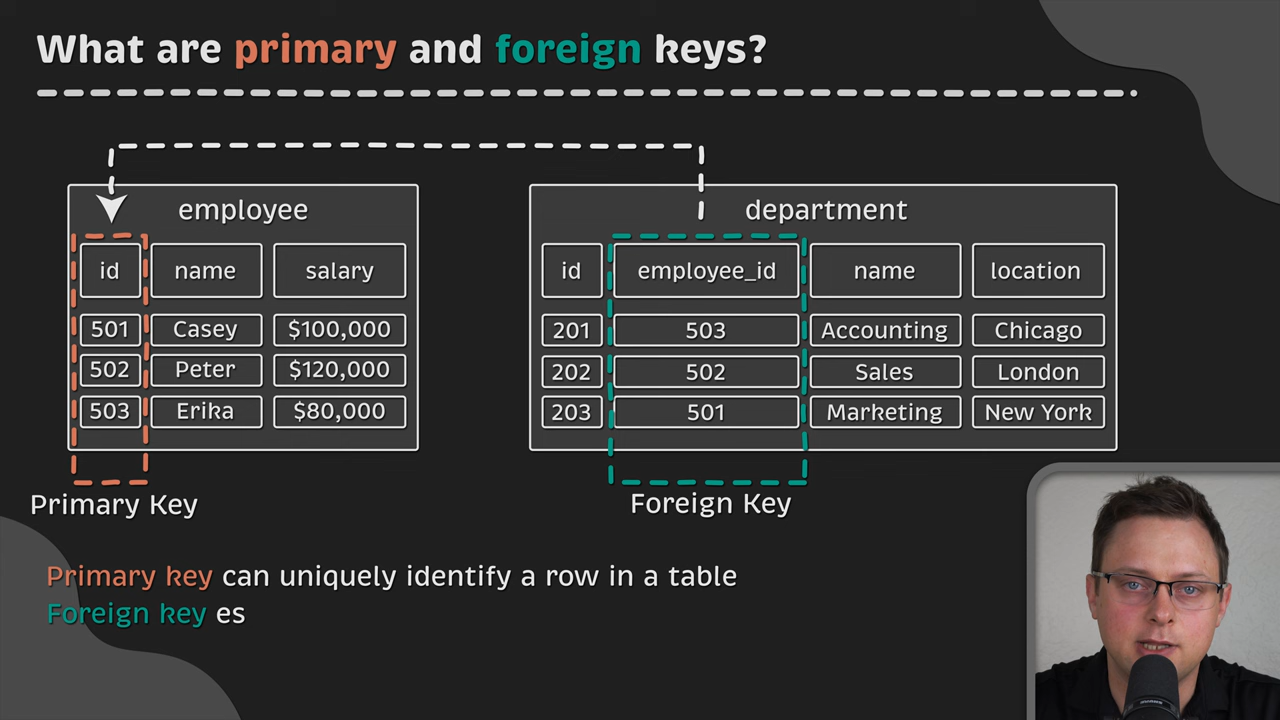 What are primary and foreign keys?
employee
id name salary
501 Casey $100,000
502 Peter $120,000
503 Erika $80,000
Primary Key
department
id employee_id name location
201 503 Accounting Chicago
202 502 Sales London
203 501 Marketing New York
Foreign Key
Primary key can uniquely identify a row in a table
Foreign key es